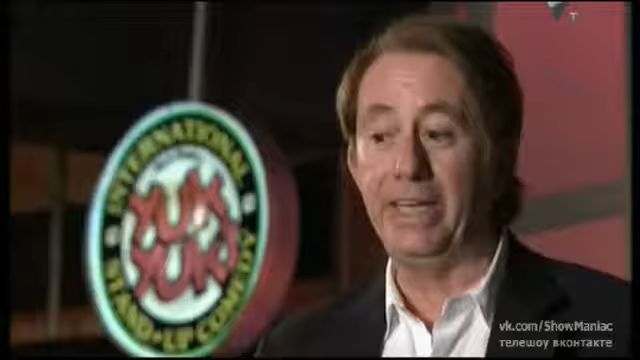 INTERNATIONAL
YUK
YUK'S
STAND-UP COMEDY
T
vk.com/ShowManiac
телешоу вконтакте